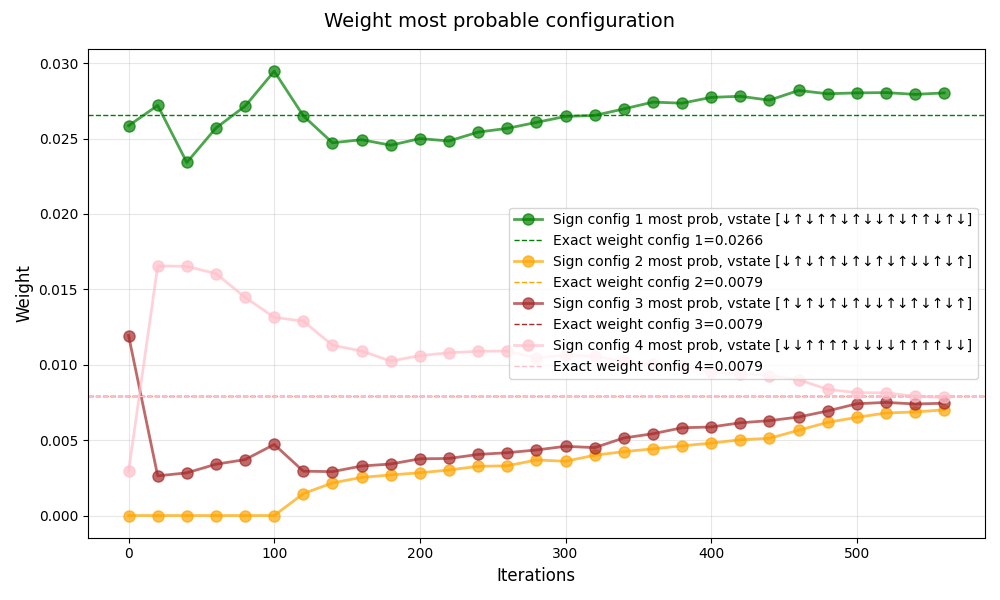 Weight most probable configuration
0.030
0.025
0.020
0.015
0.010
0.005
0.000
Weight
Sign config 1 most prob, vstate [↓↑↓↑↑↓↑↓↓↑↓↑↑↓↑↓]
Exact weight config 1=0.0266
Sign config 2 most prob, vstate [↓↑↓↑↑↓↑↓↑↓↑↓↓↑↓↑]
Exact weight config 2=0.0079
Sign config 3 most prob, vstate [↑↓↑↓↑↓↑↓↓↑↓↑↓↑↓↑]
Exact weight config 3=0.0079
Sign config 4 most prob, vstate [↓↓↑↑↑↑↓↓↓↓↑↑↑↑↓↓]
Exact weight config 4=0.0079
0 100 200 300 400 500
Iterations